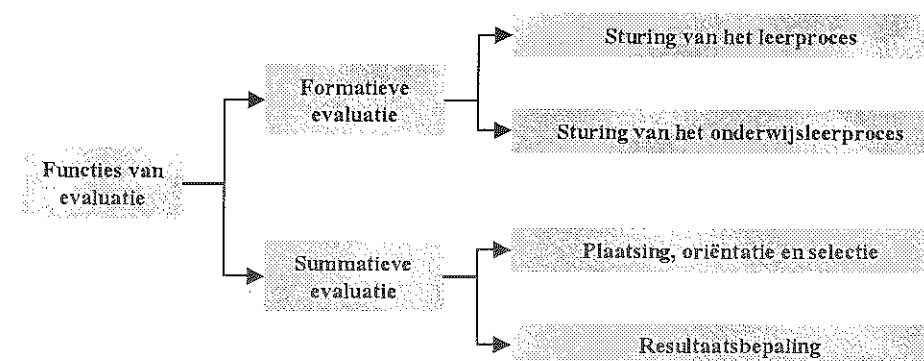 Functies van
evaluatie
Formatieve
evaluatie
Sturing van het leerproces
Sturing van het onderwijsleerproces
Summatieve
evaluatie
Plaatsing, oriëntatie en selectie
Resultaatsbepaling